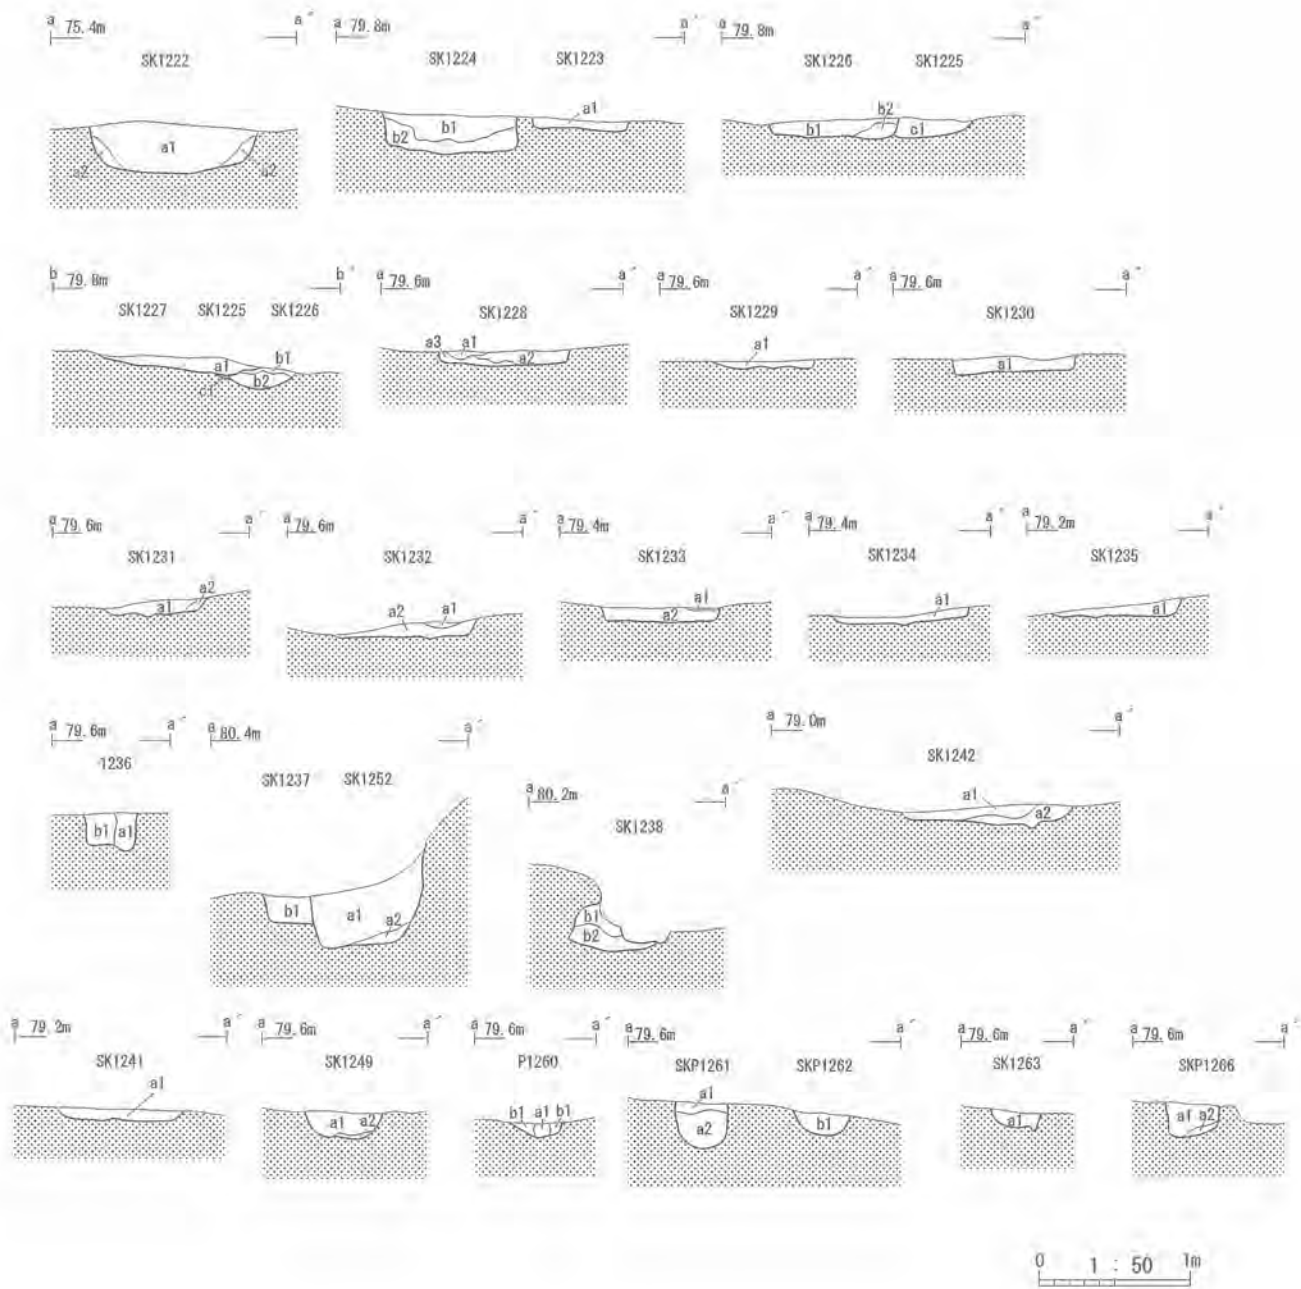 a 75.4m a'
SK1222
a1
a2 a2
a 79.8m a'
SK1224 SK1223
a1
b1
b2
a 79.8m a'
SK1226 SK1225
b2
b1 c1
b 79.8m b'
SK1227 SK1225 SK1226
b1
a1
c1 b2
a 79.6m a'
SK1228
a3 a1
a2
a 79.6m a'
SK1229
a1
a 79.6m a'
SK1230
a1
a 79.6m a'
SK1231
a2
a1
a 79.6m a'
SK1232
a2 a1
a 79.4m a'
SK1233
a1
a2
a 79.4m a'
SK1234
a1
a 79.2m a'
SK1235
a1
a 79.6m a'
1236
b1 a1
a 80.4m a'
SK1237 SK1252
b1 a1 a2
a 80.2m a'
SK1238
b1
b2
a 79.0m a'
SK1242
a1
a2
a 79.2m a'
SK1241
a1
a 79.6m a'
SK1249
a1 a2
a 79.6m a'
P1260
b1 a1 b1
a 79.6m a'
SKP1261 SKP1262
a1
a2 b1
a 79.6m a'
SK1263
a1
a 79.6m a'
SKP1266
a1 a2
0 1 : 50 1m